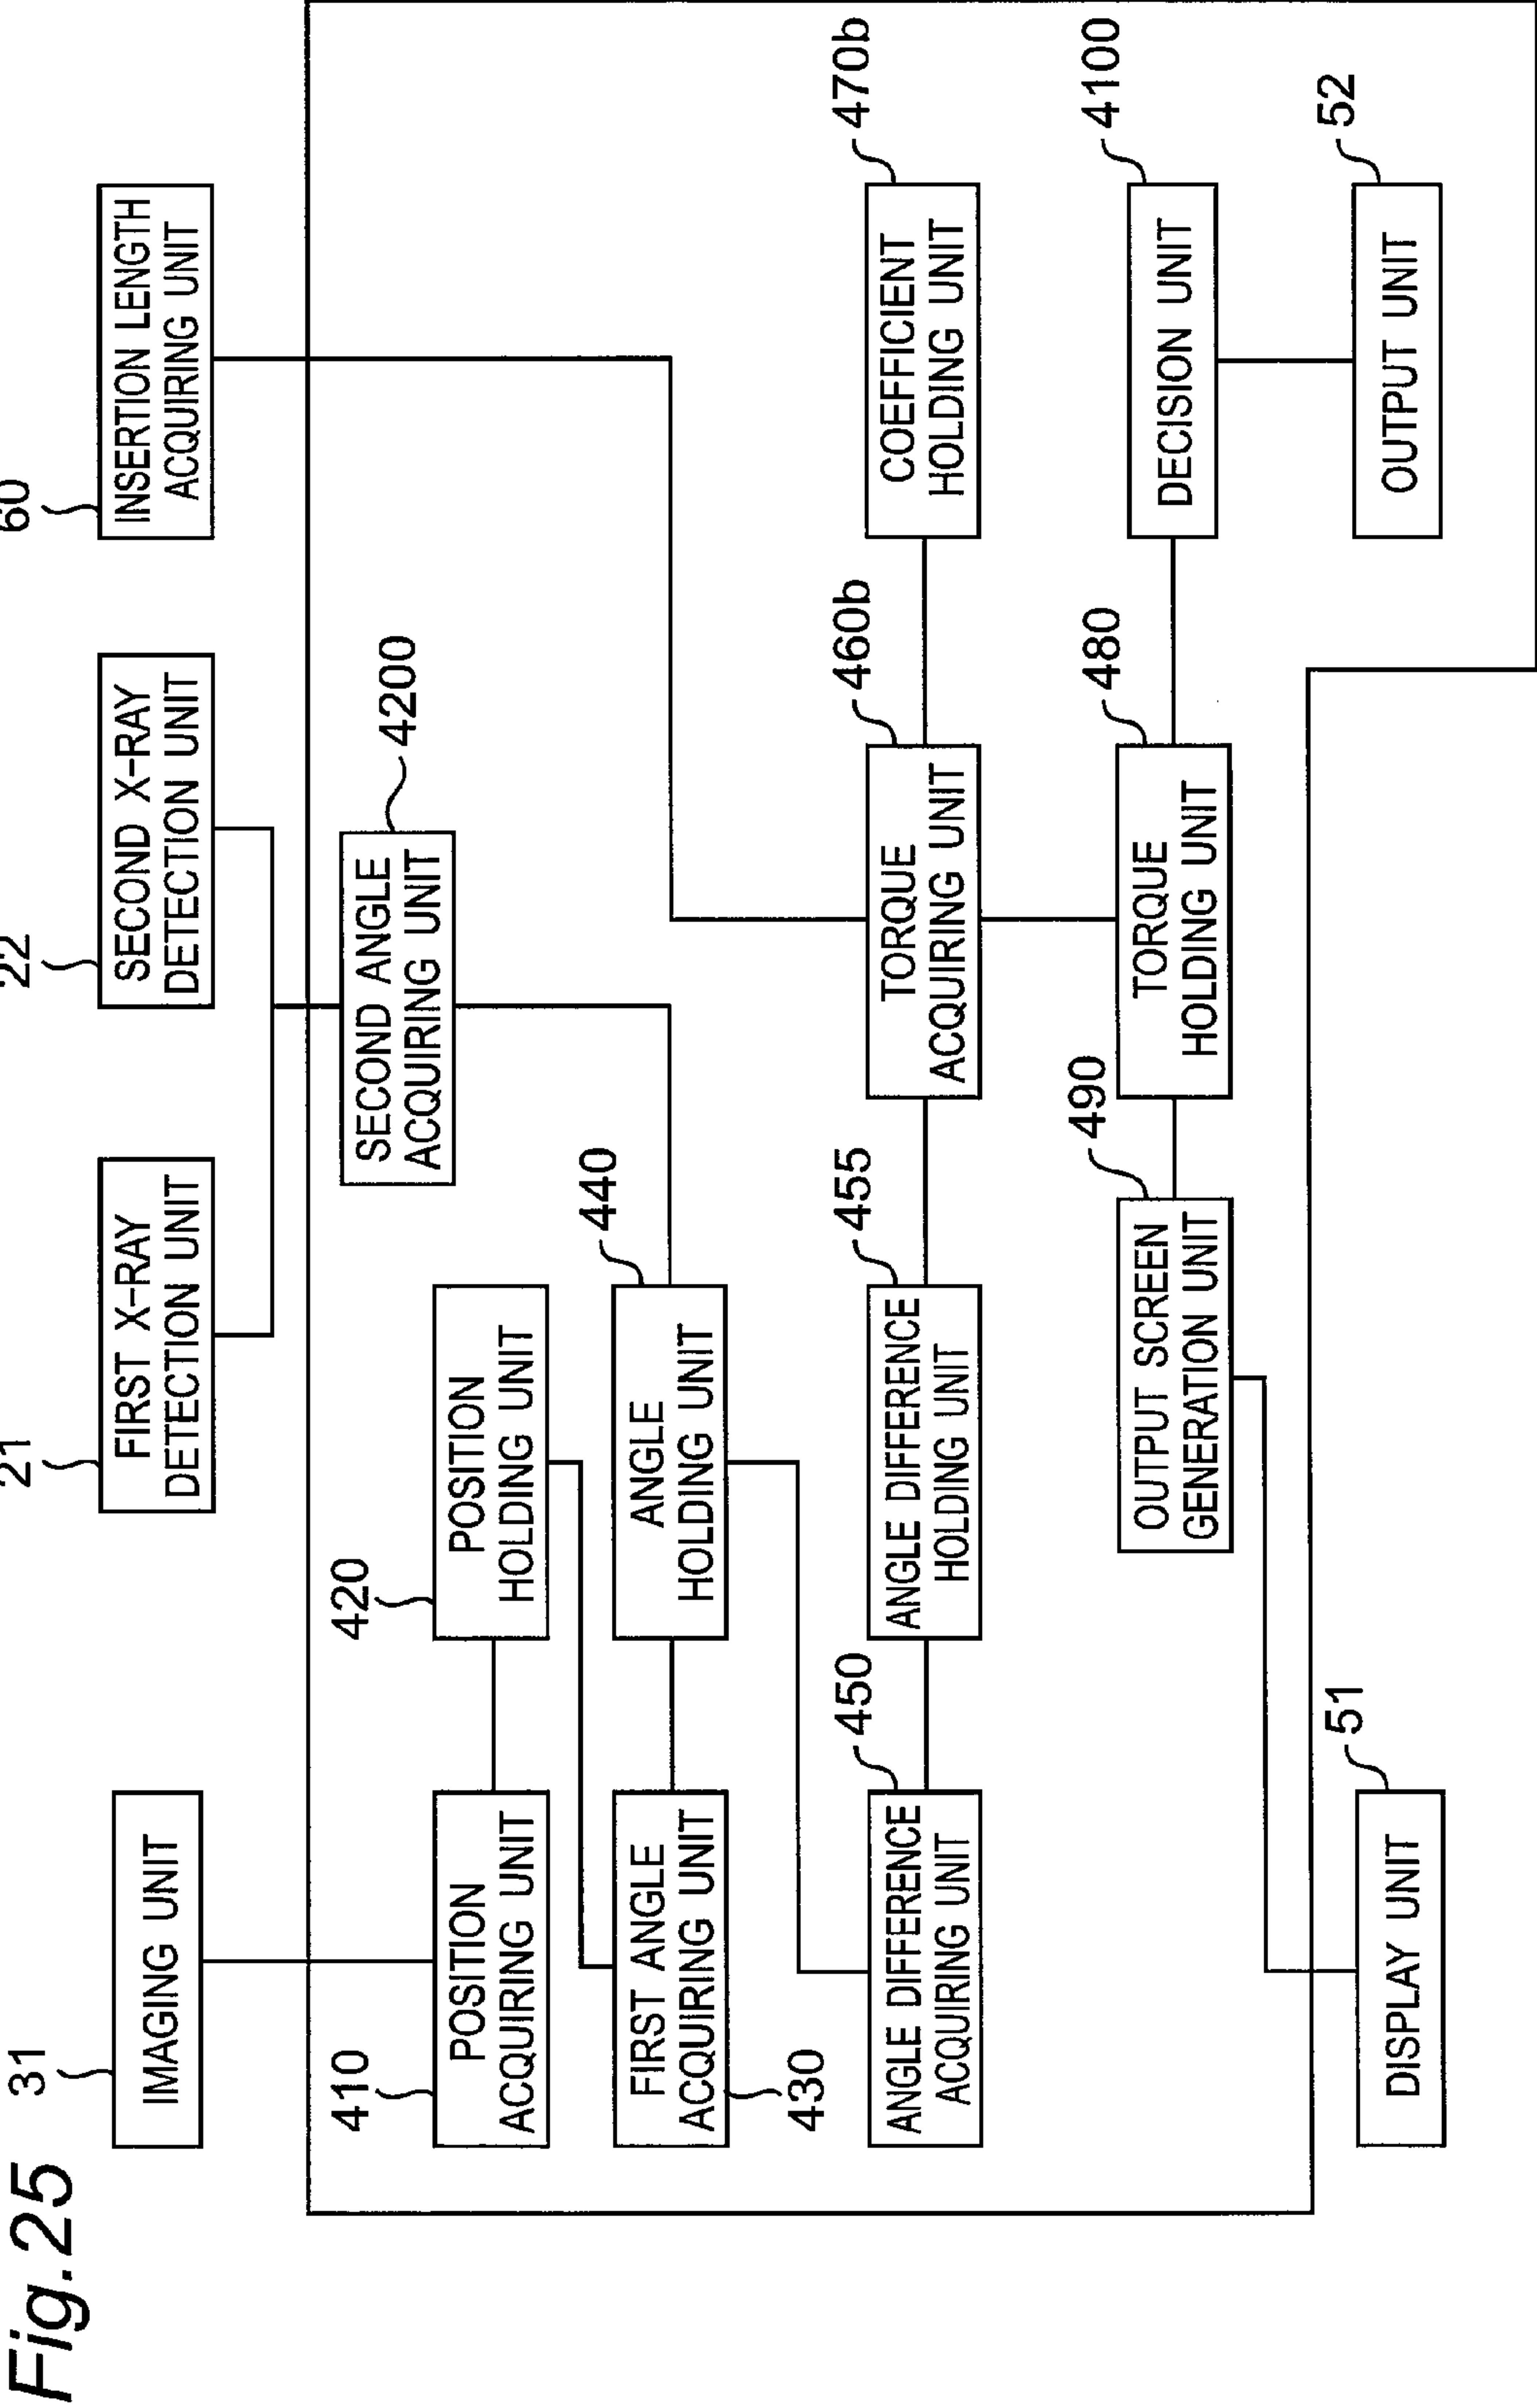 Fig.25
31
IMAGING UNIT
21
FIRST X-RAY
DETECTION UNIT
22
SECOND X-RAY
DETECTION UNIT
60
INSERTION LENGTH
ACQUIRING UNIT
SECOND ANGLE
ACQUIRING UNIT
4200
410
POSITION
ACQUIRING UNIT
420
POSITION
HOLDING UNIT
FIRST ANGLE
ACQUIRING UNIT
430
ANGLE
HOLDING UNIT
440
ANGLE DIFFERENCE
ACQUIRING UNIT
450
ANGLE DIFFERENCE
HOLDING UNIT
455
TORQUE
ACQUIRING UNIT
460b
COEFFICIENT
HOLDING UNIT
470b
OUTPUT SCREEN
GENERATION UNIT
490
TORQUE
HOLDING UNIT
480
DECISION UNIT
4100
DISPLAY UNIT
51
OUTPUT UNIT
52